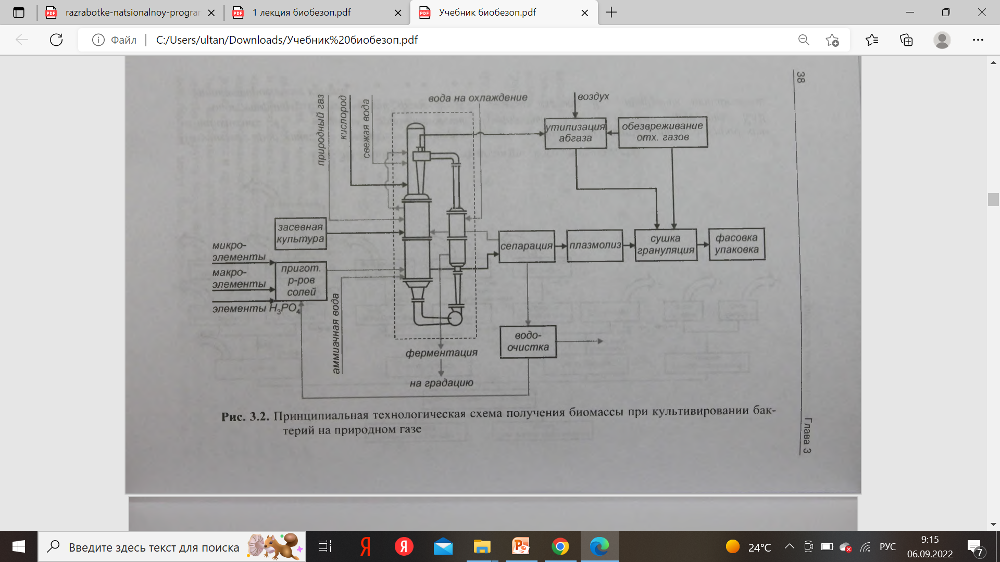 razrabotke-natsionalnoy-progra
1 лекция биобезоп.pdf
Учебник биобезоп.pdf
Файл
C:/Users/ultan/Downloads/Учебник%20биобезоп.pdf
38
природный газ
кислород
свежая вода
вода на охлаждение
воздух
утилизация
абгаза
обезвреживание
отх. газов
засевная
культура
микро-
элементы
макро-
элементы
элементы H₃PO₄
пригот.
р-ров
солей
аммиачная вода
сепарация
плазмолиз
сушка
грануляция
фасовка
упаковка
водо-
очистка
ферментация
на градацию
Рис. 3.2. Принципиальная технологическая схема получения биомассы при культивировании бак-
терий на природном газе
Глава 3
Введите здесь текст для поиска
24°C
РУС
9:15
06.09.2022
7